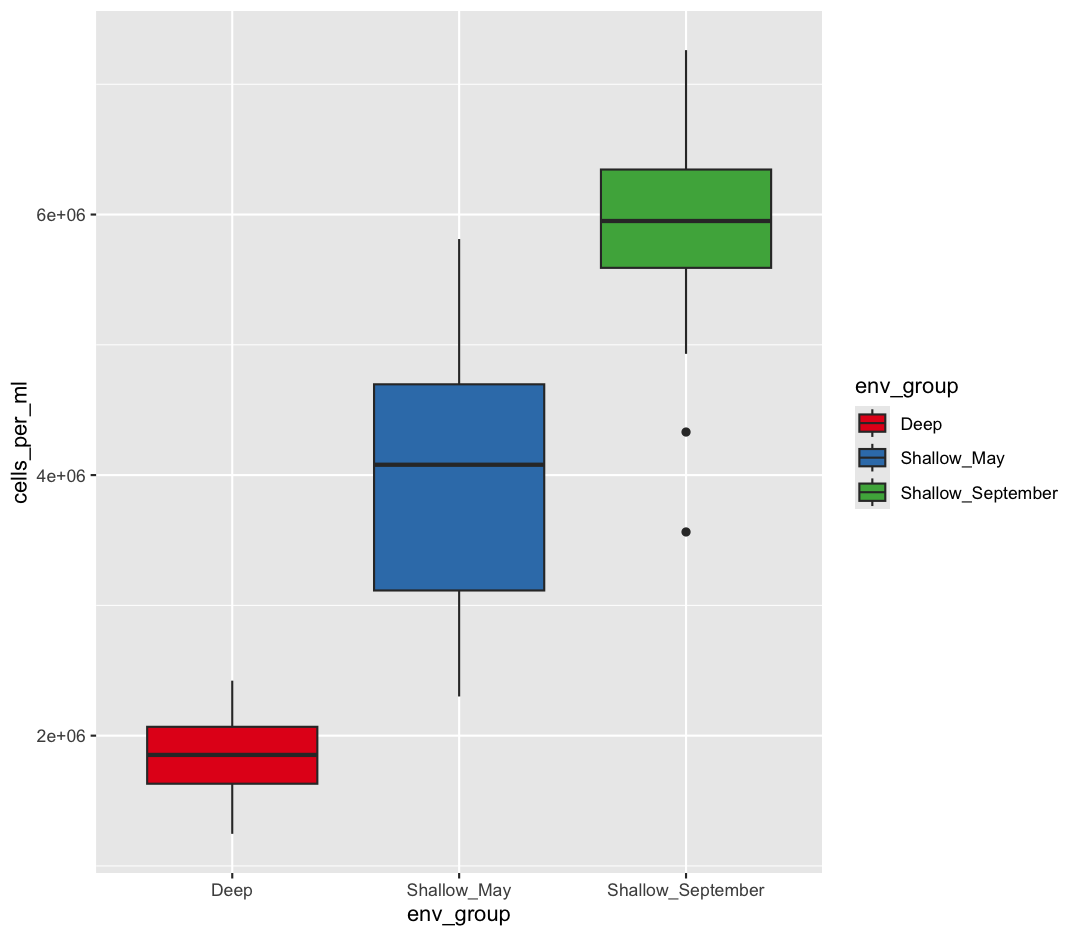 cells_per_ml
6e+06
4e+06
2e+06
Deep
Shallow_May
Shallow_September
env_group
env_group
Deep
Shallow_May
Shallow_September